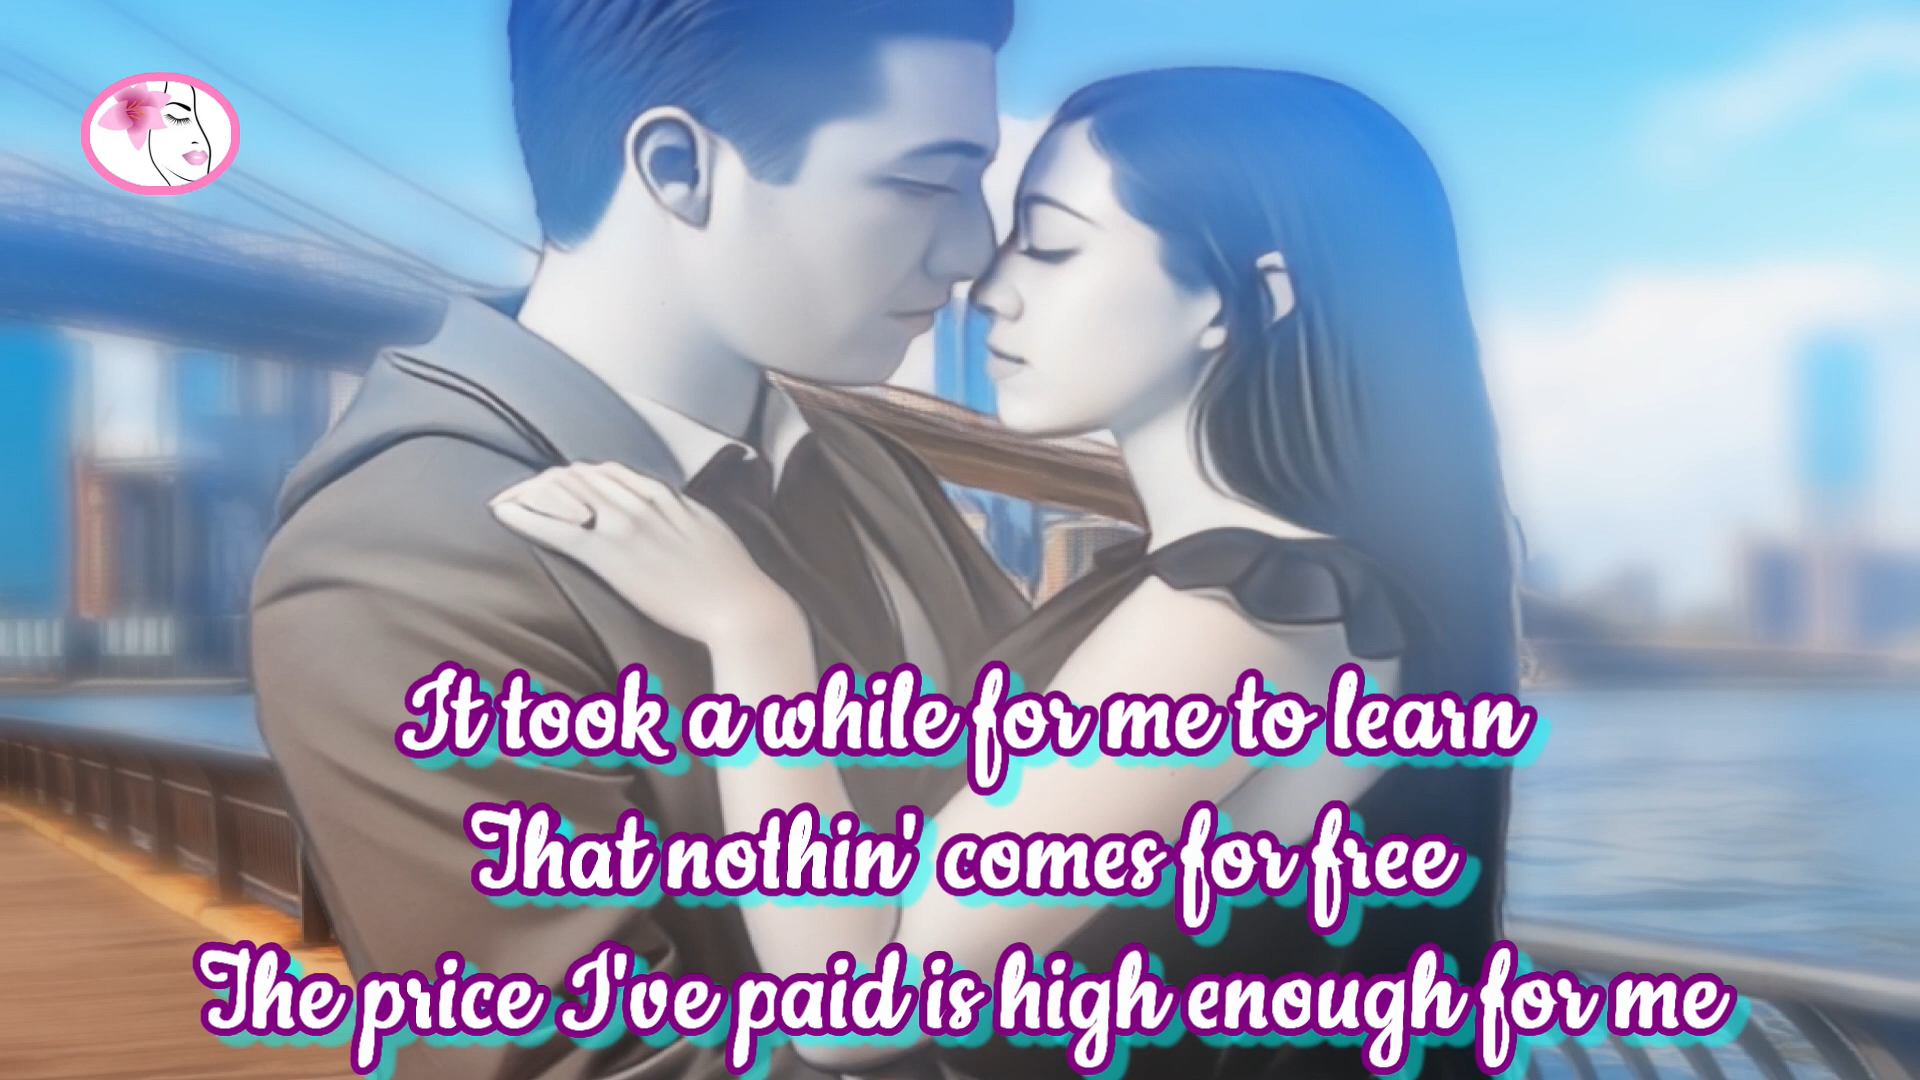 It took a while for me to learn
That nothin' comes for free
The price I've paid is high enough for me